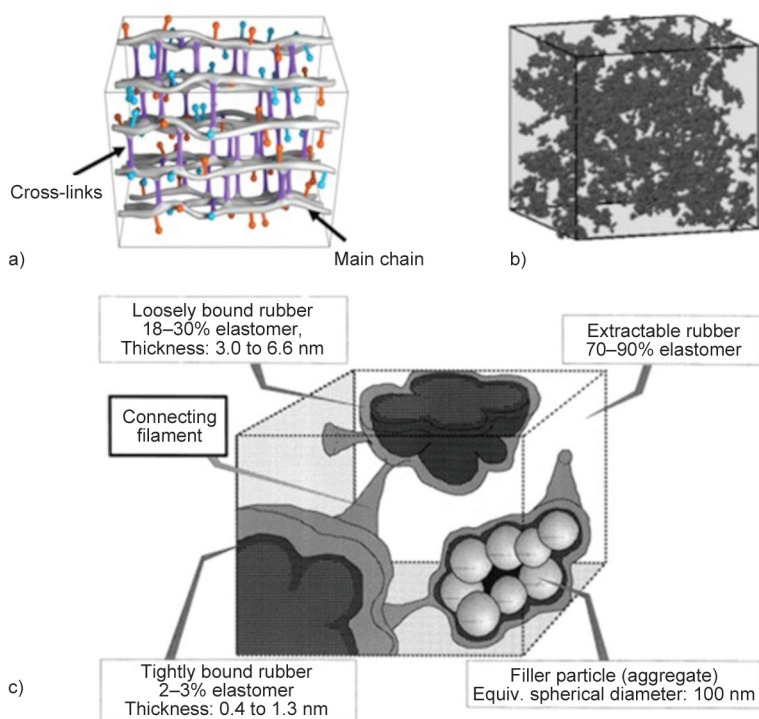 Cross-links
Main chain
a)
b)
Loosely bound rubber
18–30% elastomer,
Thickness: 3.0 to 6.6 nm
Extractable rubber
70–90% elastomer
Connecting
filament
Tightly bound rubber
2–3% elastomer
Thickness: 0.4 to 1.3 nm
Filler particle (aggregate)
Equiv. spherical diameter: 100 nm
c)